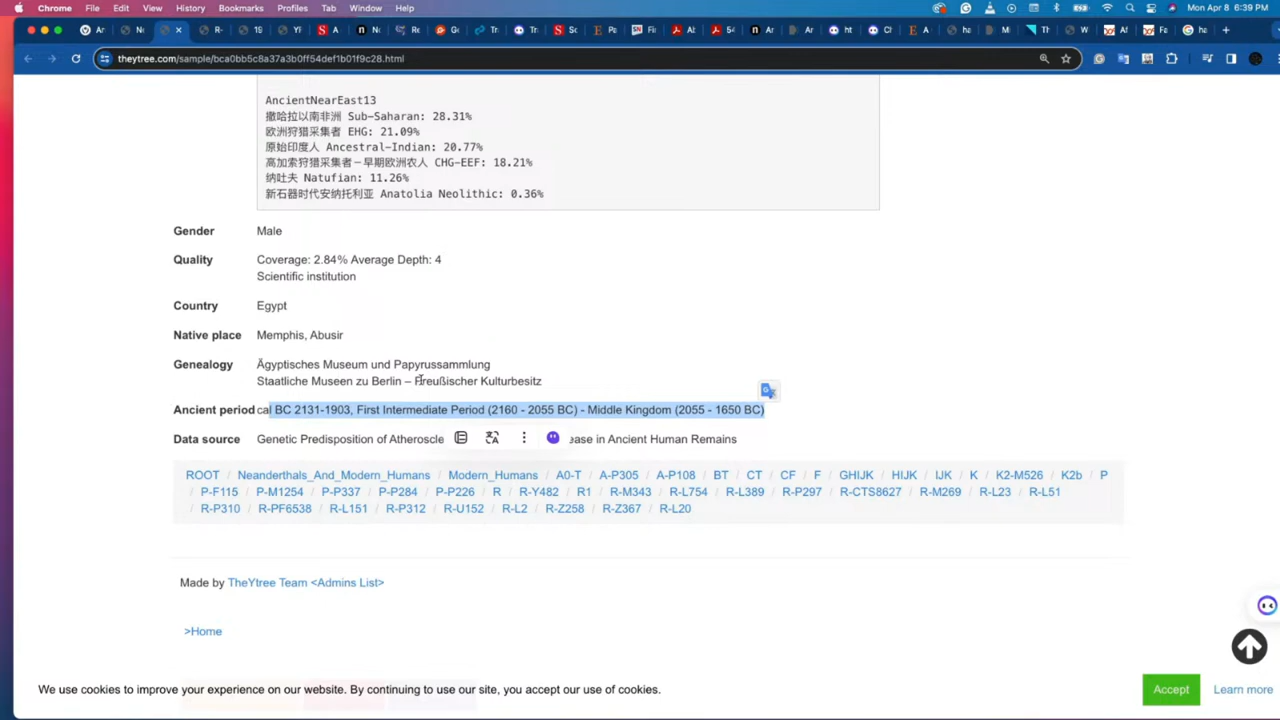 Chrome File Edit View History Bookmarks Profiles Tab Window Help Mon Apr 8 6:39 PM
theytree.com/sample/bca0bb5c8a37a3b0ff54def1b01f9c28.html
AncientNearEast13
撒哈拉以南非洲 Sub-Saharan: 28.31%
欧洲狩猎采集者 EHG: 21.09%
原始印度人 Ancestral-Indian: 20.77%
高加索狩猎采集者－早期欧洲农人 CHG-EEF: 18.21%
纳吐夫 Natufian: 11.26%
新石器时代安纳托利亚 Anatolia Neolithic: 0.36%
Gender Male
Quality Coverage: 2.84% Average Depth: 4
Scientific institution
Country Egypt
Native place Memphis, Abusir
Genealogy Ägyptisches Museum und Papyrussammlung
Staatliche Museen zu Berlin – Preußischer Kulturbesitz
Ancient period cal BC 2131-1903, First Intermediate Period (2160 - 2055 BC) - Middle Kingdom (2055 - 1650 BC)
Data source Genetic Predisposition of Atheroscle ease in Ancient Human Remains
ROOT / Neanderthals_And_Modern_Humans / Modern_Humans / A0-T / A-P305 / A-P108 / BT / CT / CF / F / GHIJK / HIJK / IJK / K / K2-M526 / K2b / P
/ P-F115 / P-M1254 / P-P337 / P-P284 / P-P226 / R / R-Y482 / R1 / R-M343 / R-L754 / R-L389 / R-P297 / R-CTS8627 / R-M269 / R-L23 / R-L51
/ R-P310 / R-PF6538 / R-L151 / R-P312 / R-U152 / R-L2 / R-Z258 / R-Z367 / R-L20
Made by TheYtree Team <Admins List>
>Home
We use cookies to improve your experience on our website. By continuing to use our site, you accept our use of cookies. Accept Learn more